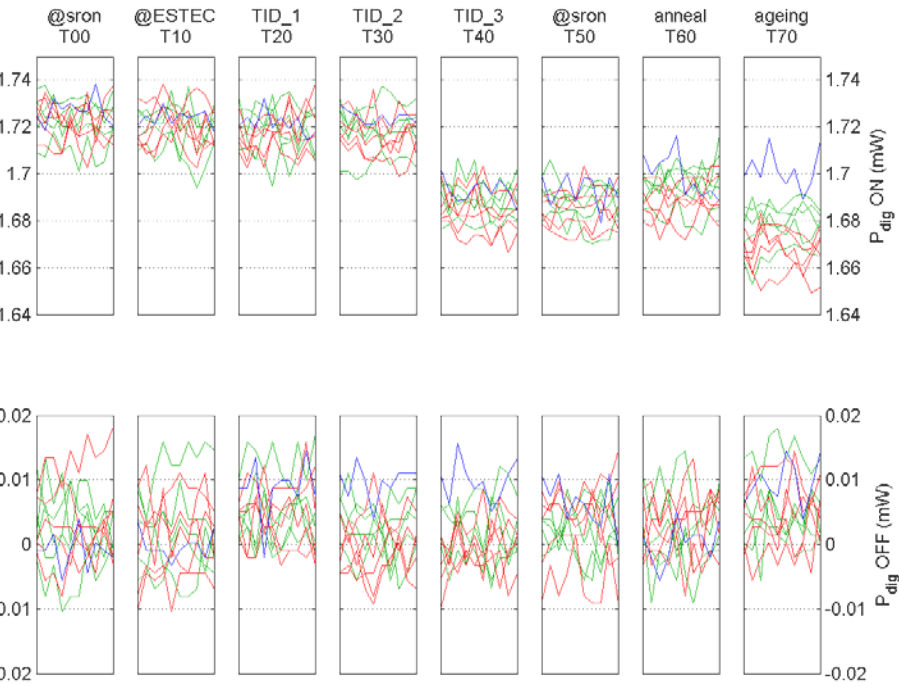 @sron @ESTEC TID_1 TID_2 TID_3 @sron anneal ageing
T00 T10 T20 T30 T40 T50 T60 T70
1.74 1.74
1.72 1.72
1.7 1.7
1.68 1.68
1.66 1.66
1.64 1.64
P_dig ON (mW)
0.02 0.02
0.01 0.01
0 0
0.01 -0.01
0.02 -0.02
P_dig OFF (mW)